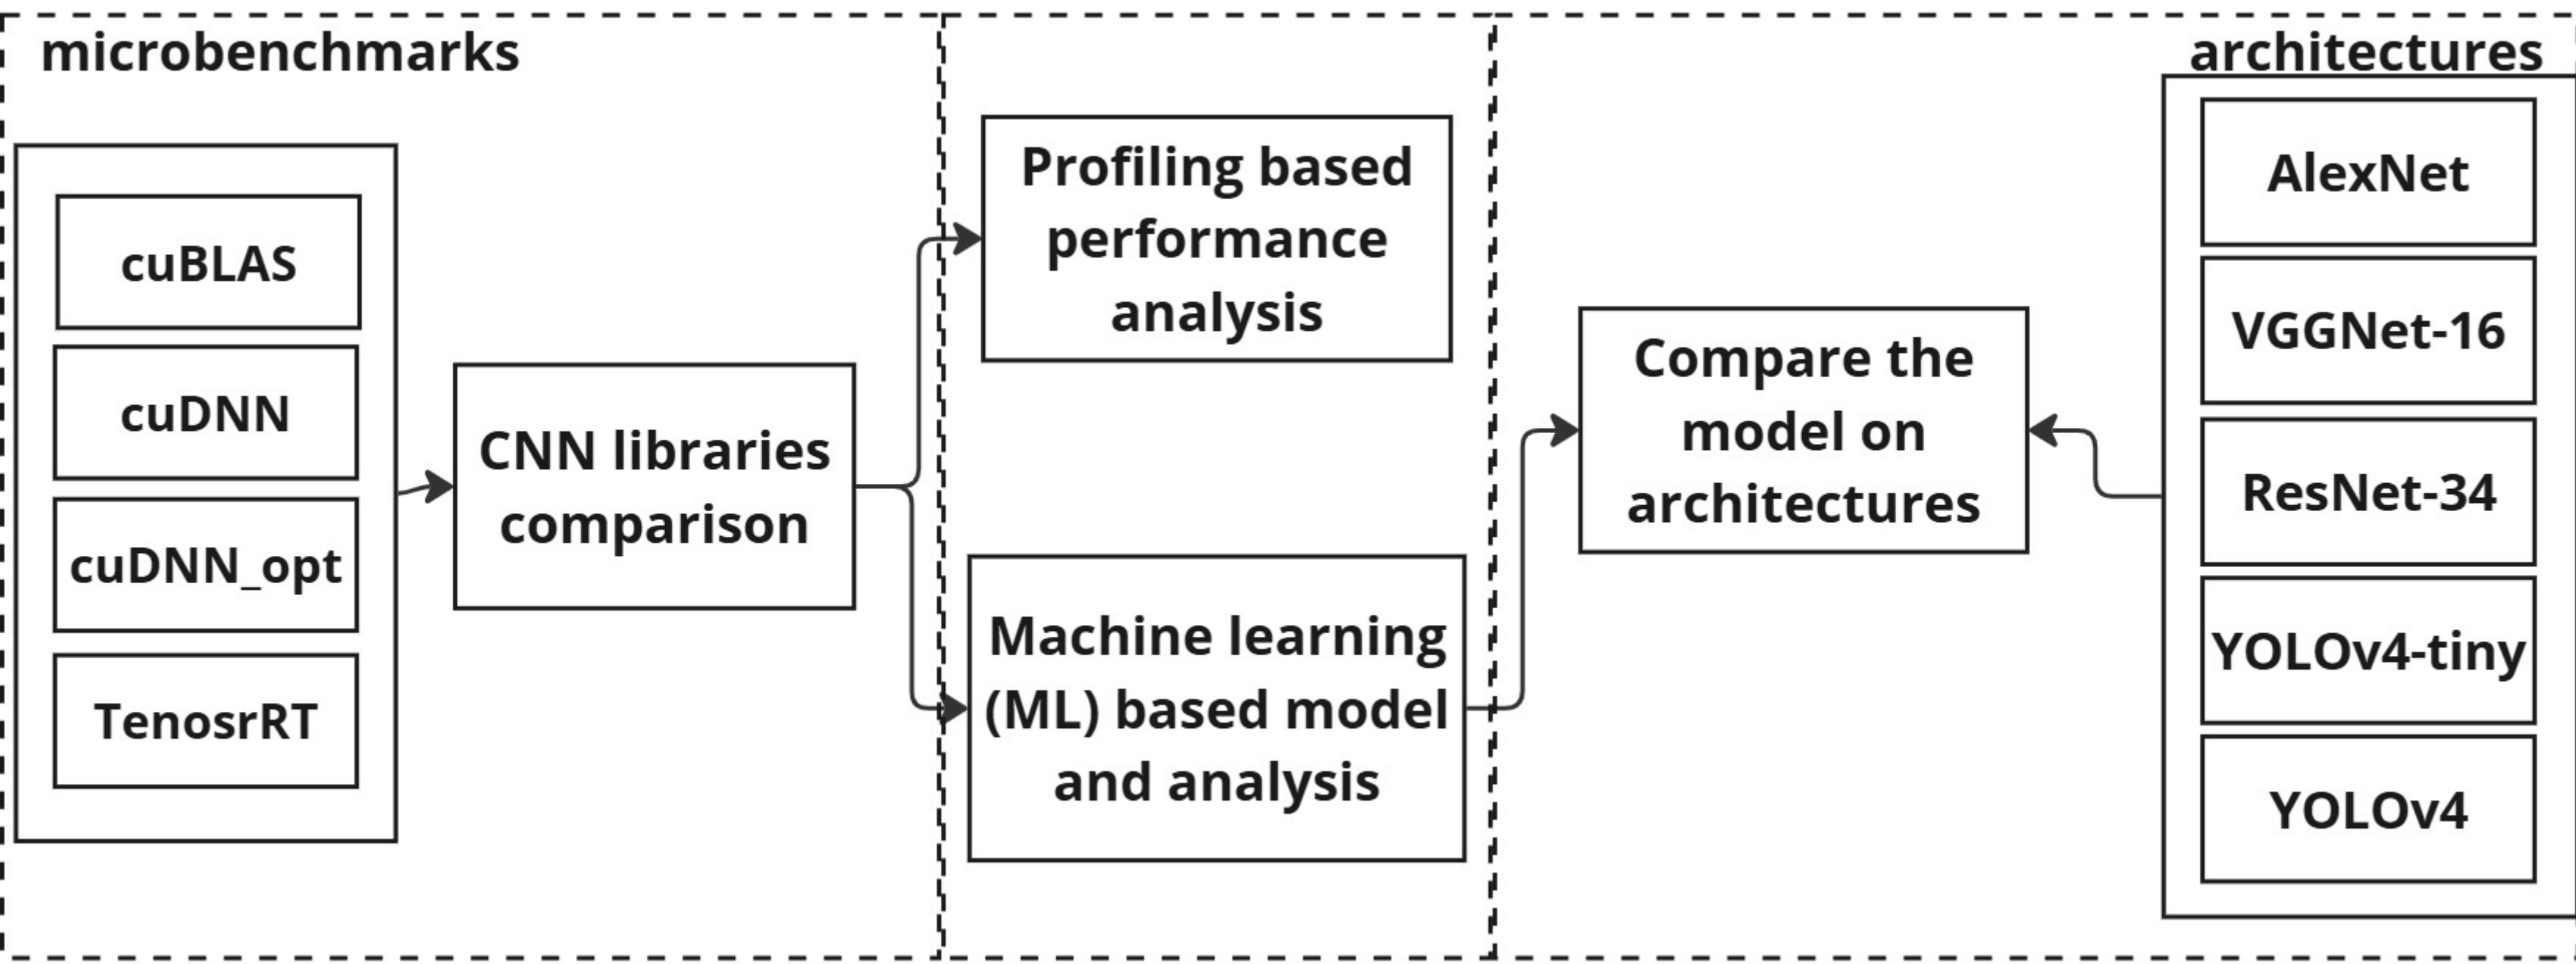 microbenchmarks
cuBLAS
cuDNN
cuDNN_opt
TenosrRT
CNN libraries
comparison
Profiling based
performance
analysis
Machine learning
(ML) based model
and analysis
Compare the
model on
architectures
architectures
AlexNet
VGGNet-16
ResNet-34
YOLOv4-tiny
YOLOv4